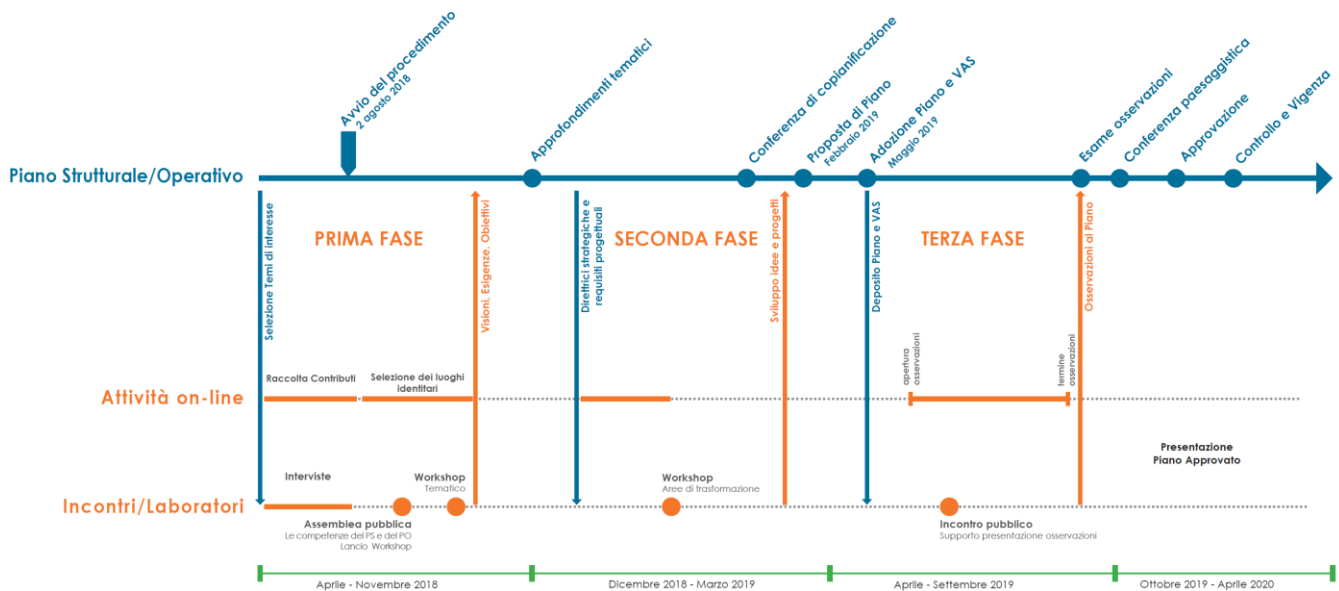 Avvio del procedimento
2 agosto 2018
Approfondimenti tematici
Conferenza di copianificazione
Proposta di Piano
Febbraio 2019
Adozione Piano e VAS
Maggio 2019
Esame osservazioni
Conferenza paesaggistica
Approvazione
Controllo e Vigenza
Piano Strutturale/Operativo
PRIMA FASE
SECONDA FASE
TERZA FASE
Selezione Temi di interesse
Visioni, Esigenze, Obiettivi
Direttrici strategiche e
requisiti progettuali
Sviluppo idee e progetti
Deposito Piano e VAS
Osservazioni al Piano
Attività on-line
Raccolta Contributi
Selezione dei luoghi
identitari
apertura
osservazioni
termine
osservazioni
Incontri/Laboratori
Interviste
Assemblea pubblica
Le competenze del PS e del PO
Lancio Workshop
Workshop
Tematico
Workshop
Aree di trasformazione
Incontro pubblico
Supporto presentazione osservazioni
Presentazione
Piano Approvato
Aprile - Novembre 2018
Dicembre 2018 - Marzo 2019
Aprile - Settembre 2019
Ottobre 2019 - Aprile 2020